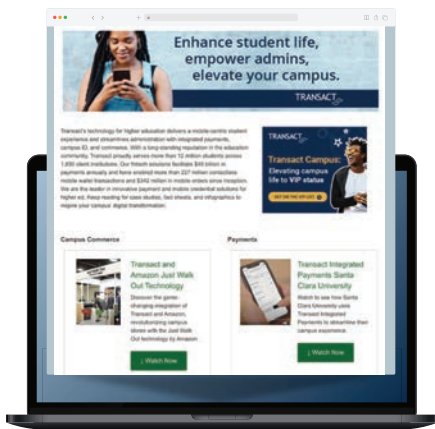 Enhance student life,
empower admins,
elevate your campus.
TRANSACT
Transact's technology for higher education delivers a mobile-centric student
experience and streamlines administration with integrated payments,
campus ID, and commerce. With a long-standing reputation in the education
community, Transact proudly serves more than 12 million students across
1,850 client institutions. Our fintech solutions facilitate $49 billion in
payments annually and have enabled more than 227 million contactless
mobile wallet transactions and $342 million in mobile orders since inception.
We are the leader in innovative payment and mobile credential solutions for
higher ed. Keep reading for case studies, fact sheets, and infographics to
inspire your campus' digital transformation.
TRANSACT
Transact Campus:
Elevating campus
life to VIP status
GET ON THE VIP LIST
Campus Commerce
Payments
Transact and
Amazon Just Walk
Out Technology
Discover the game-
changing integration of
Transact and Amazon,
revolutionizing campus
stores with the Just Walk
Out technology by Amazon
↓ Watch Now
Transact Integrated
Payments Santa
Clara University
Watch to see how Santa
Clara University uses
Transact Integrated
Payments to streamline their
campus experience.
↓ Watch Now